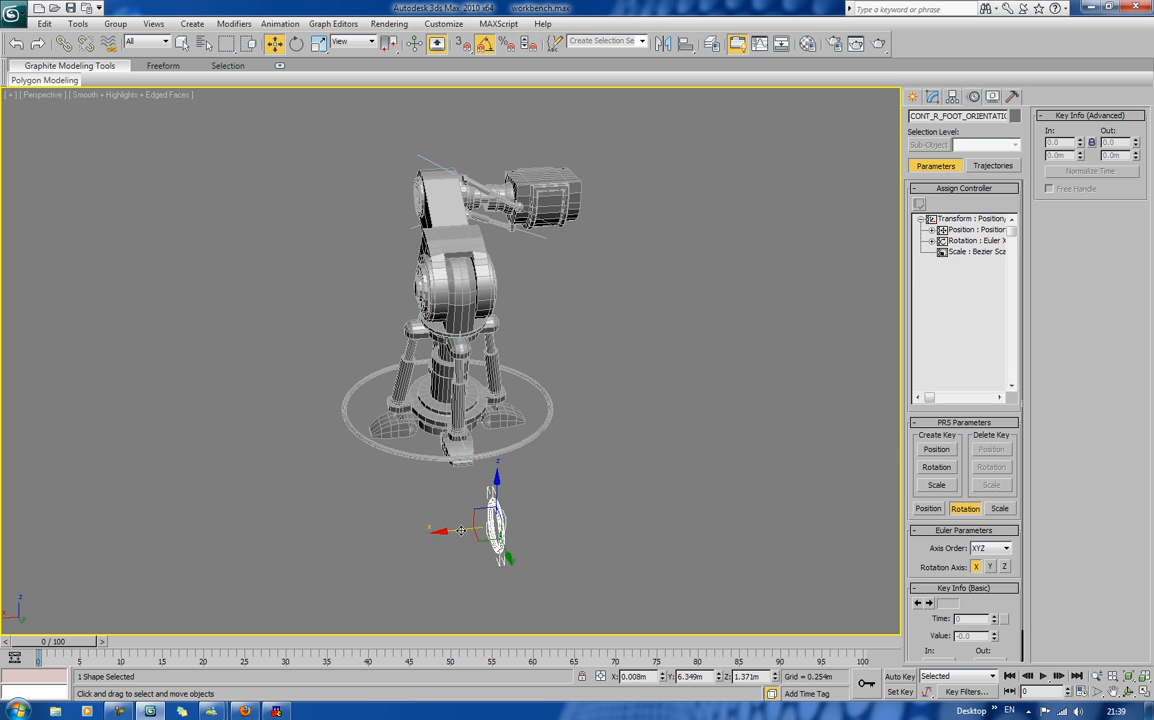 Autodesk 3ds Max 2010 x64 workbench.max
Type a keyword or phrase
Edit Tools Group Views Create Modifiers Animation Graph Editors Rendering Customize MAXScript Help
All View Create Selection Se
Graphite Modeling Tools Freeform Selection
Polygon Modeling
[ + ] [ Perspective ] [ Smooth + Highlights + Edged Faces ]
CONT_R_FOOT_ORIENTATIO
Selection Level:
Sub-Object
Parameters Trajectories
- Assign Controller
Transform : Position,
Position : Position
Rotation : Euler X
Scale : Bezier Sca
- PRS Parameters
Create Key Delete Key
Position Position
Rotation Rotation
Scale Scale
Position Rotation Scale
- Euler Parameters
Axis Order: XYZ
Rotation Axis: X Y Z
- Key Info (Basic)
Time: 0
Value: -0.0
In: Out:
- Key Info (Advanced)
In: Out:
0.0 0.0
0.0m 0.0m
Normalize Time
Free Handle
x
z
z
x
y
< 0 / 100 >
0 5 10 15 20 25 30 35 40 45 50 55 60 65 70 75 80 85 90 95 100
1 Shape Selected X: 0.008m Y: 6.349m Z: 1.371m Grid = 0.254m Auto Key Selected
Click and drag to select and move objects Add Time Tag Set Key Key Filters... 0
Desktop » EN 21:39